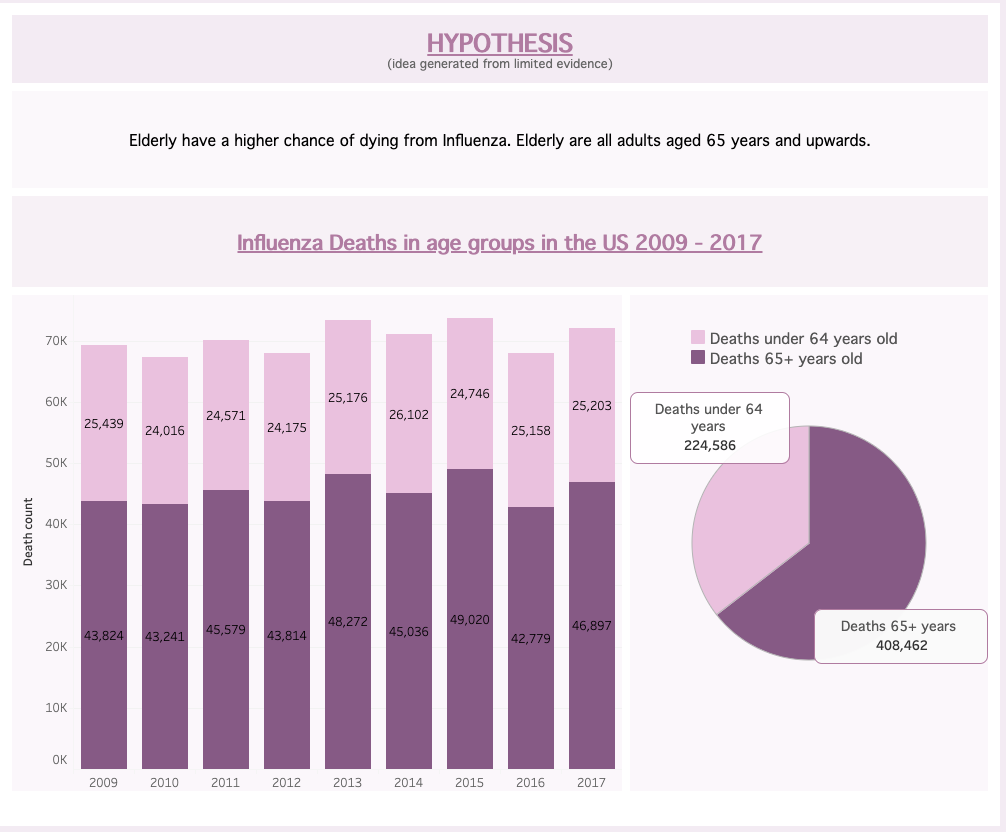 HYPOTHESIS
(idea generated from limited evidence)
Elderly have a higher chance of dying from Influenza. Elderly are all adults aged 65 years and upwards.
Influenza Deaths in age groups in the US 2009 - 2017
Death count
70K
60K
50K
40K
30K
20K
10K
0K
25,439
24,016
24,571
24,175
25,176
26,102
24,746
25,158
25,203
43,824
43,241
45,579
43,814
48,272
45,036
49,020
42,779
46,897
2009
2010
2011
2012
2013
2014
2015
2016
2017
Deaths under 64 years old
Deaths 65+ years old
Deaths under 64
years
224,586
Deaths 65+ years
408,462